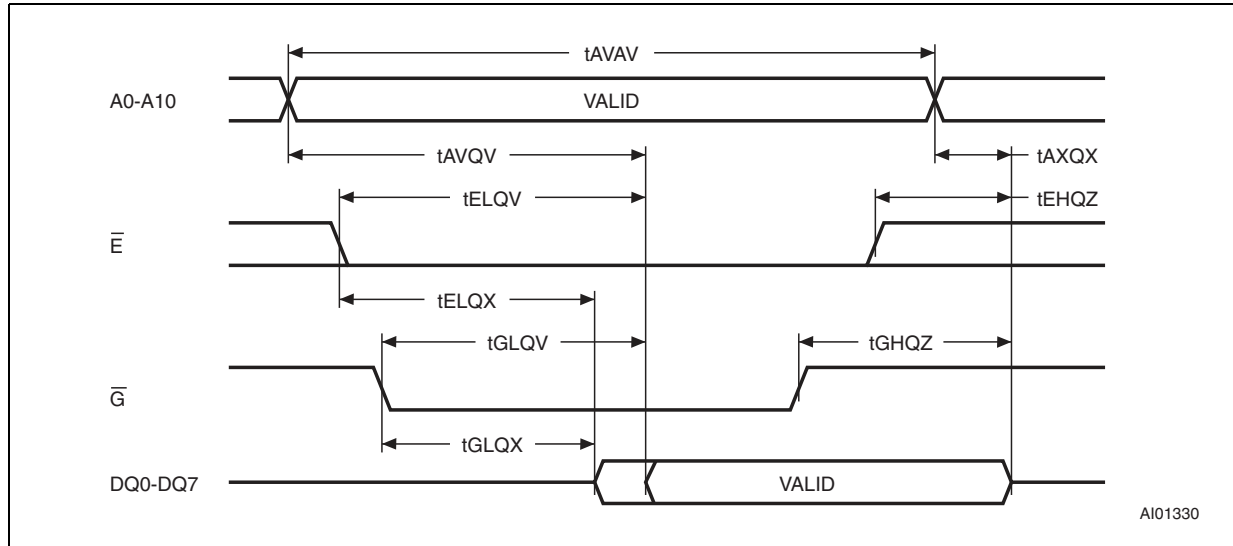 tAVAV
A0-A10
VALID
tAVQV
tAXQX
tELQV
tEHQZ
E̅
tELQX
tGLQV
tGHQZ
G̅
tGLQX
DQ0-DQ7
VALID
AI01330